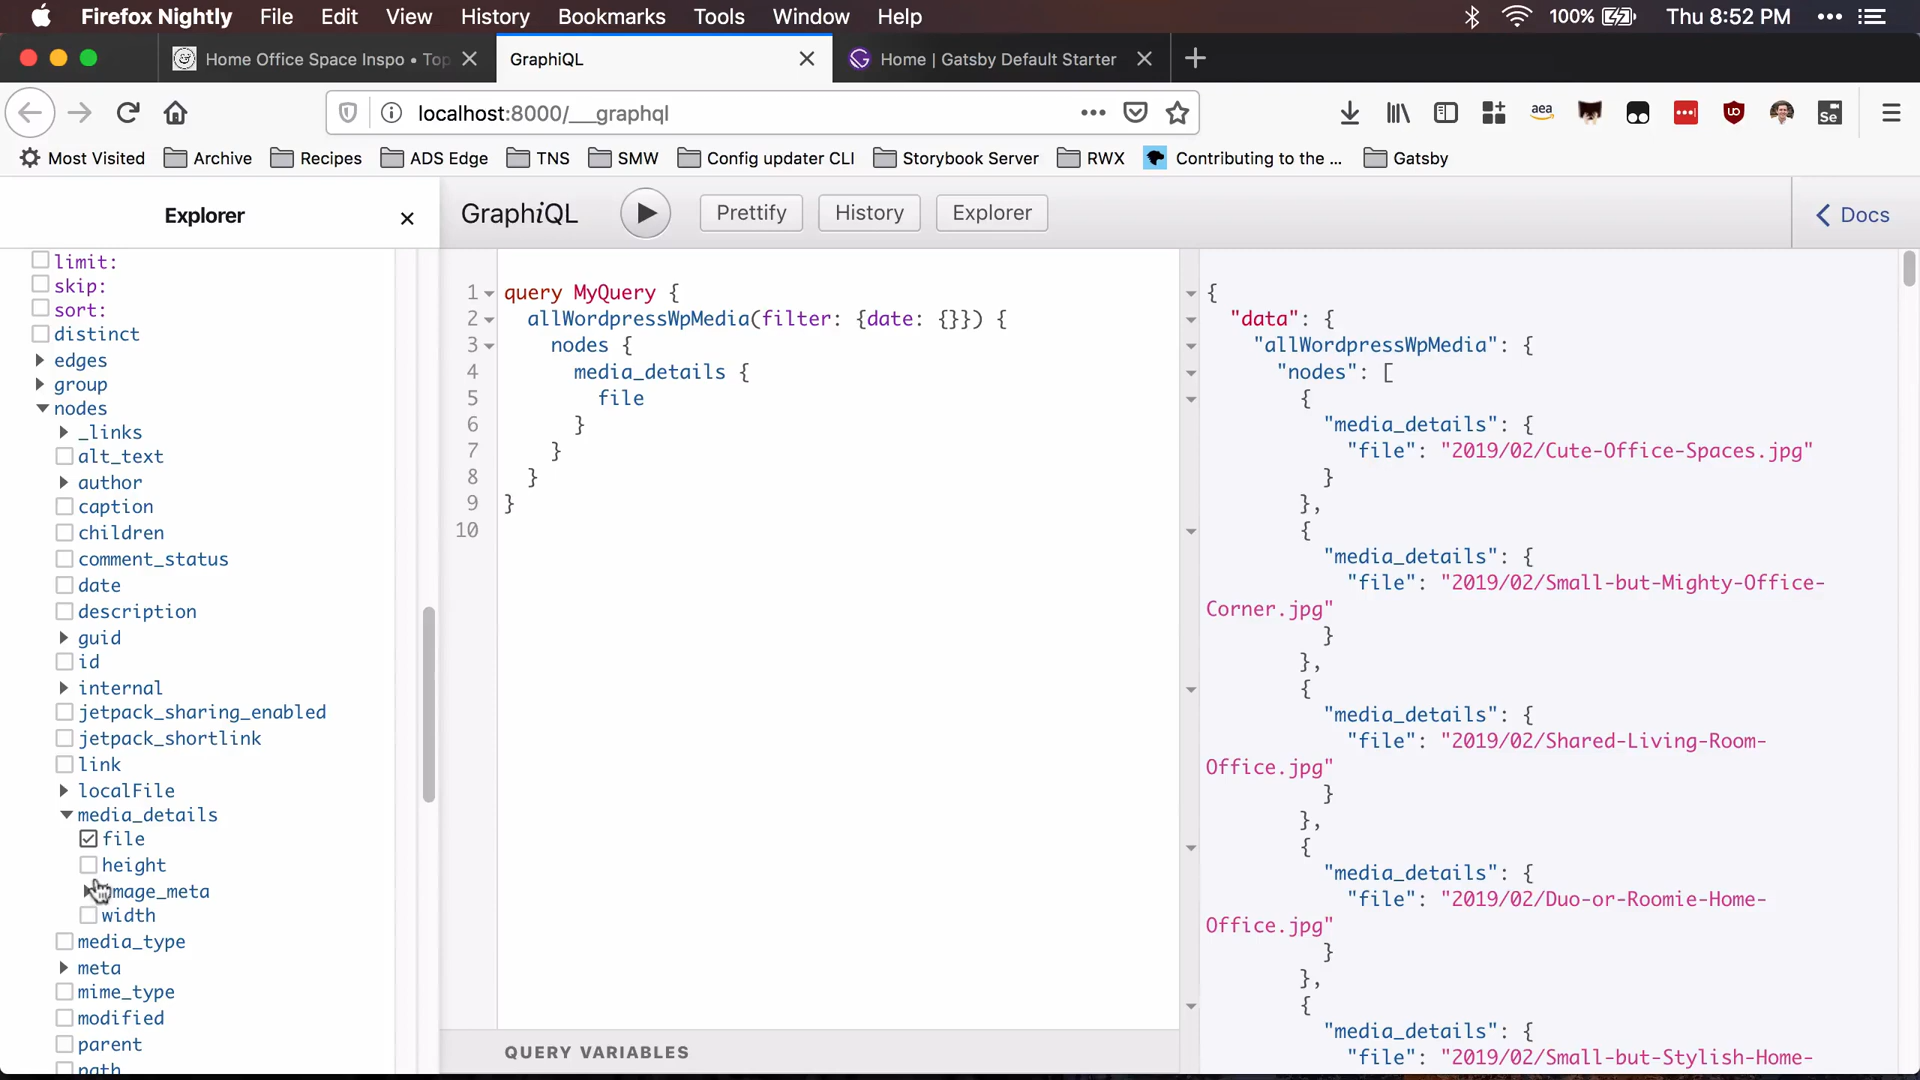 Firefox Nightly File Edit View History Bookmarks Tools Window Help 100% Thu 8:52 PM
Home Office Space Inspo • Top GraphiQL Home | Gatsby Default Starter
localhost:8000/___graphql aea Se
Most Visited Archive Recipes ADS Edge TNS SMW Config updater CLI Storybook Server RWX Contributing to the ... Gatsby
Explorer
GraphiQL Prettify History Explorer Docs
limit:
skip:
sort:
distinct
edges
group
nodes
_links
alt_text
author
caption
children
comment_status
date
description
guid
id
internal
jetpack_sharing_enabled
jetpack_shortlink
link
localFile
media_details
file
height
mage_meta
width
media_type
meta
mime_type
modified
parent
path
1 query MyQuery {
2 allWordpressWpMedia(filter: {date: {}}) {
3 nodes {
4 media_details {
5 file
6 }
7 }
8 }
9 }
10
QUERY VARIABLES
{
"data": {
"allWordpressWpMedia": {
"nodes": [
{
"media_details": {
"file": "2019/02/Cute-Office-Spaces.jpg"
}
},
{
"media_details": {
"file": "2019/02/Small-but-Mighty-Office-
Corner.jpg"
}
},
{
"media_details": {
"file": "2019/02/Shared-Living-Room-
Office.jpg"
}
},
{
"media_details": {
"file": "2019/02/Duo-or-Roomie-Home-
Office.jpg"
}
},
{
"media_details": {
"file": "2019/02/Small-but-Stylish-Home-